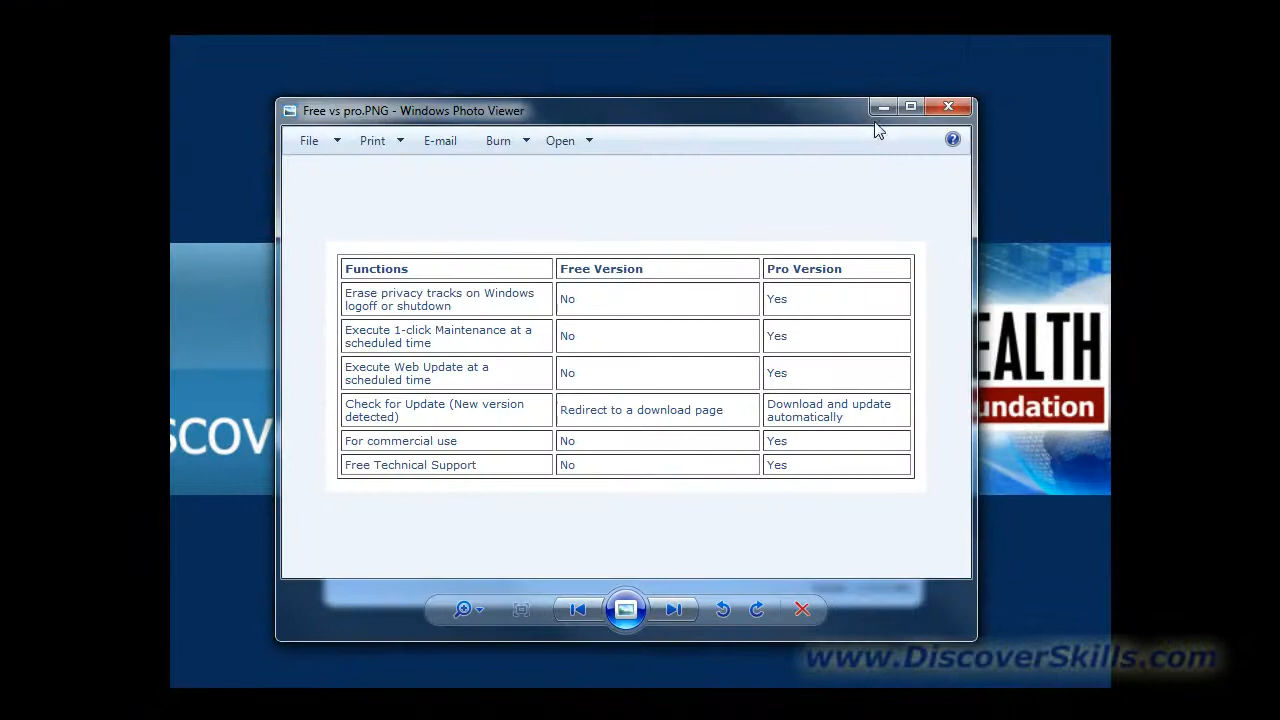 Free vs pro.PNG - Windows Photo Viewer
File Print E-mail Burn Open
Functions Free Version Pro Version
Erase privacy tracks on Windows
logoff or shutdown No Yes
Execute 1-click Maintenance at a
scheduled time No Yes
Execute Web Update at a
scheduled time No Yes
Check for Update (New version
detected) Redirect to a download page Download and update
automatically
For commercial use No Yes
Free Technical Support No Yes
EALTH
undation
SCOV
www.DiscoverSkills.com